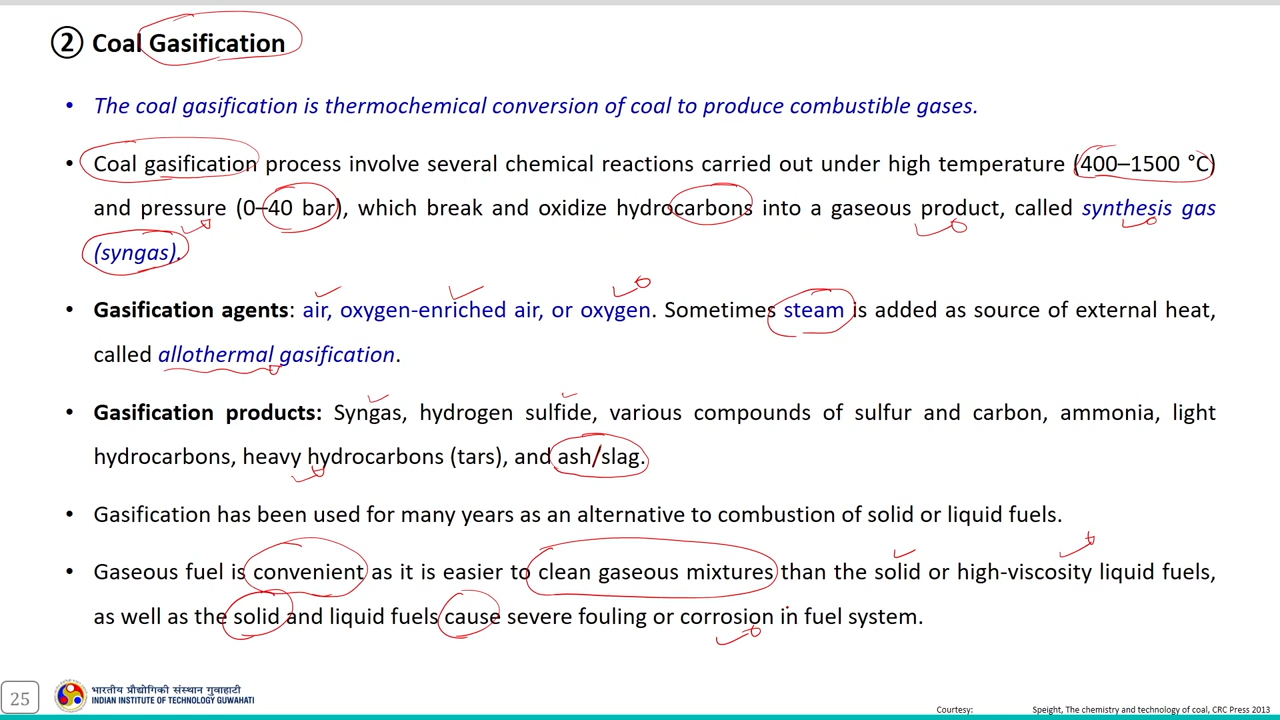 ② Coal Gasification
• The coal gasification is thermochemical conversion of coal to produce combustible gases.
• Coal gasification process involve several chemical reactions carried out under high temperature (400–1500 °C)
and pressure (0–40 bar), which break and oxidize hydrocarbons into a gaseous product, called synthesis gas
(syngas).
• Gasification agents: air, oxygen-enriched air, or oxygen. Sometimes steam is added as source of external heat,
called allothermal gasification.
• Gasification products: Syngas, hydrogen sulfide, various compounds of sulfur and carbon, ammonia, light
hydrocarbons, heavy hydrocarbons (tars), and ash/slag.
• Gasification has been used for many years as an alternative to combustion of solid or liquid fuels.
• Gaseous fuel is convenient as it is easier to clean gaseous mixtures than the solid or high-viscosity liquid fuels,
as well as the solid and liquid fuels cause severe fouling or corrosion in fuel system.
25
भारतीय प्रौद्योगिकी संस्थान गुवाहाटी
INDIAN INSTITUTE OF TECHNOLOGY GUWAHATI
Courtesy: Speight, The chemistry and technology of coal, CRC Press 2013